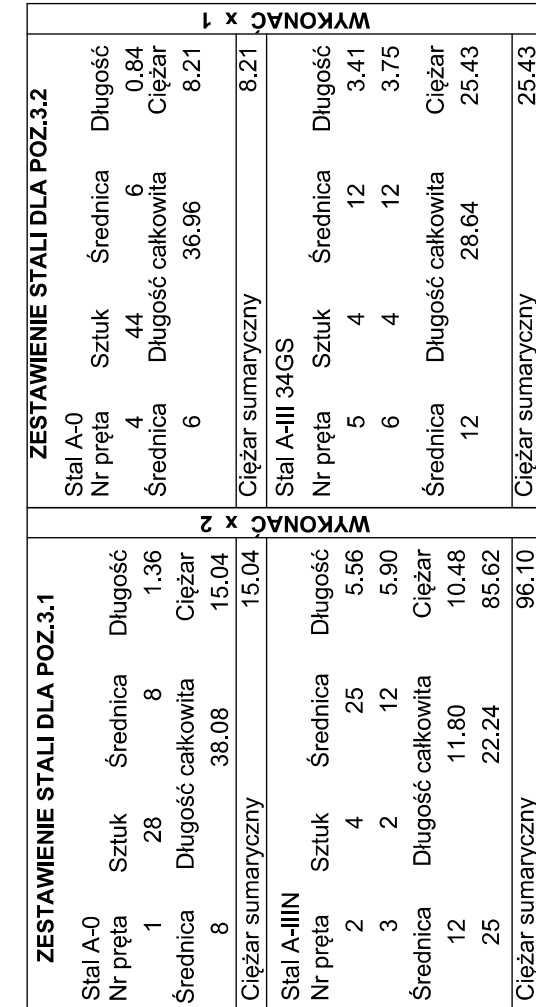 ZESTAWIENIE STALI DLA POZ.3.1
Stal A-0
Nr pręta Sztuk Średnica Długość
1 28 8 1.36
Średnica Długość całkowita Ciężar
8 38.08 15.04
Ciężar sumaryczny 15.04
Stal A-IIIN
Nr pręta Sztuk Średnica Długość
2 4 25 5.56
3 2 12 5.90
Średnica Długość całkowita Ciężar
12 11.80 10.48
25 22.24 85.62
Ciężar sumaryczny 96.10
WYKONAĆ x 2
ZESTAWIENIE STALI DLA POZ.3.2
Stal A-0
Nr pręta Sztuk Średnica Długość
4 44 6 0.84
Średnica Długość całkowita Ciężar
6 36.96 8.21
Ciężar sumaryczny 8.21
Stal A-III 34GS
Nr pręta Sztuk Średnica Długość
5 4 12 3.41
6 4 12 3.75
Średnica Długość całkowita Ciężar
12 28.64 25.43
Ciężar sumaryczny 25.43
WYKONAĆ x 1